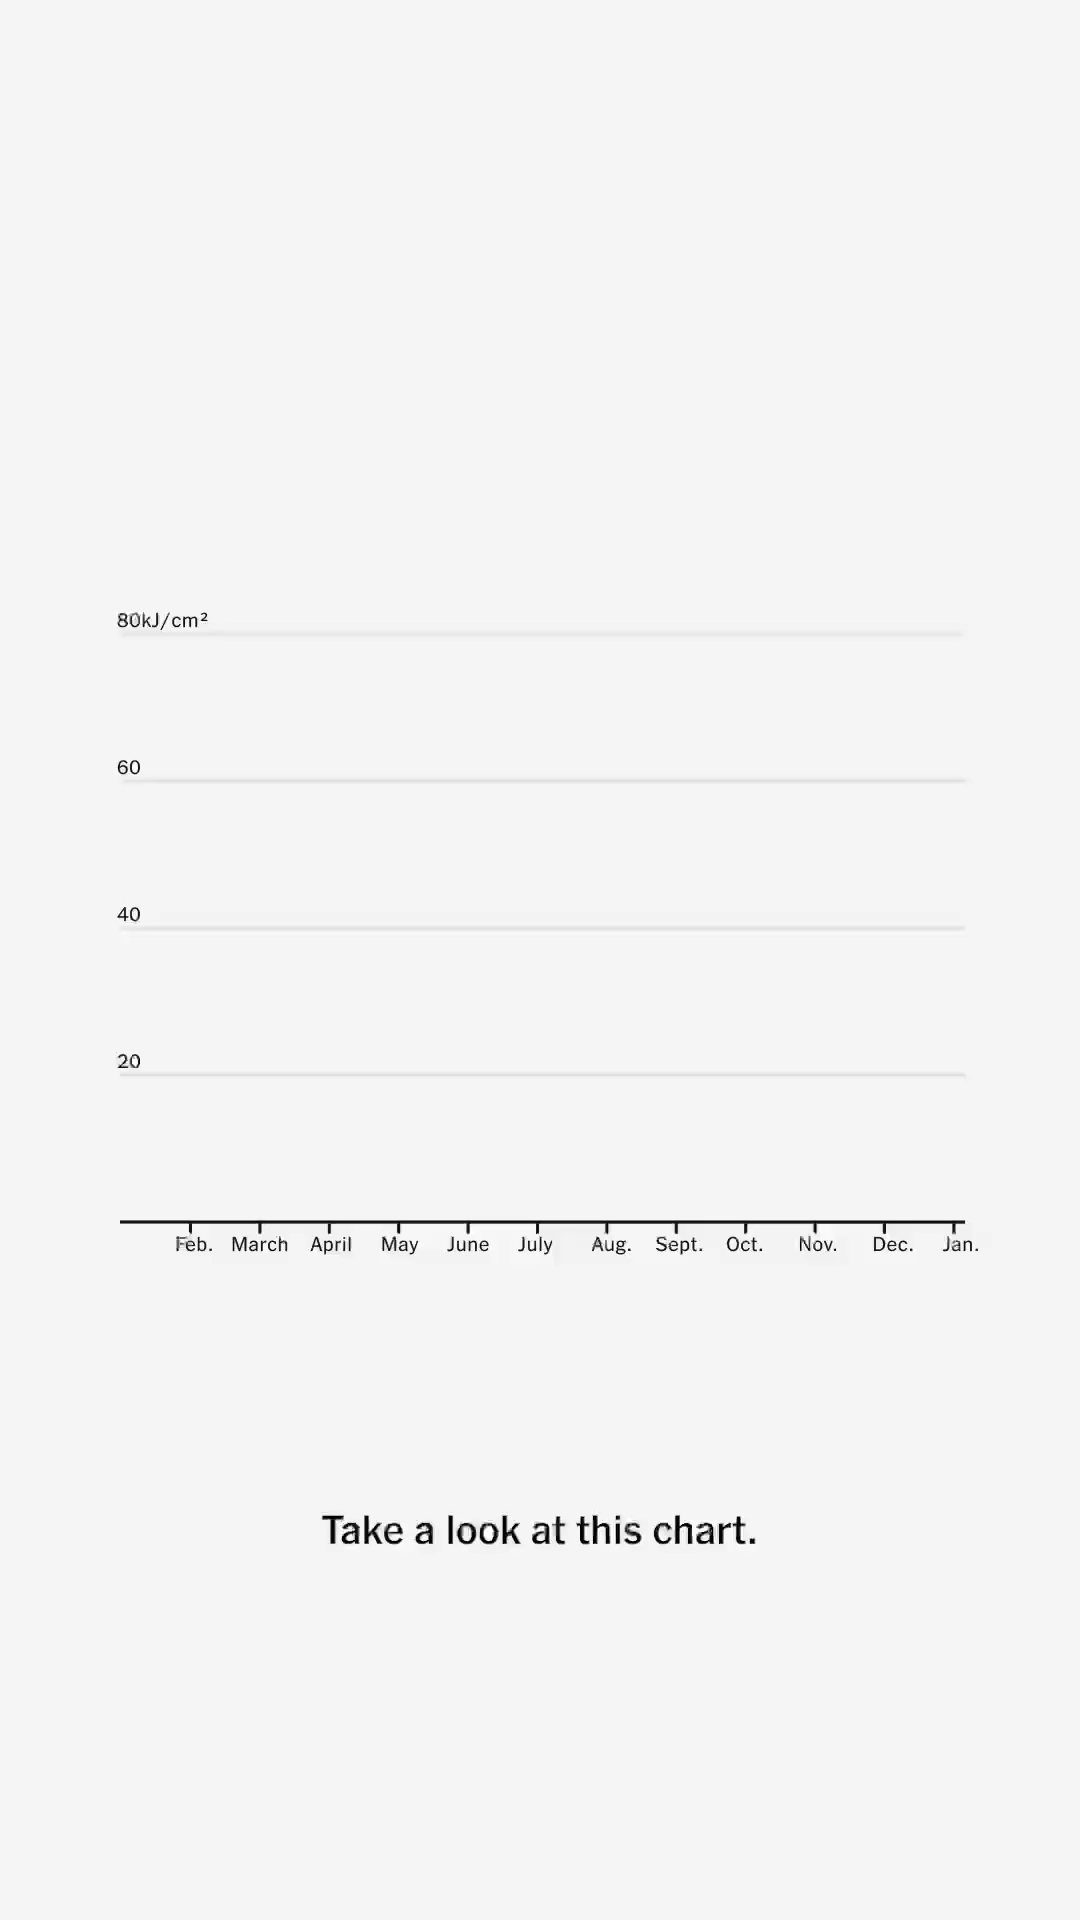 80kJ/cm²
60
40
20
Feb. March April May June July Aug. Sept. Oct. Nov. Dec. Jan.
Take a look at this chart.